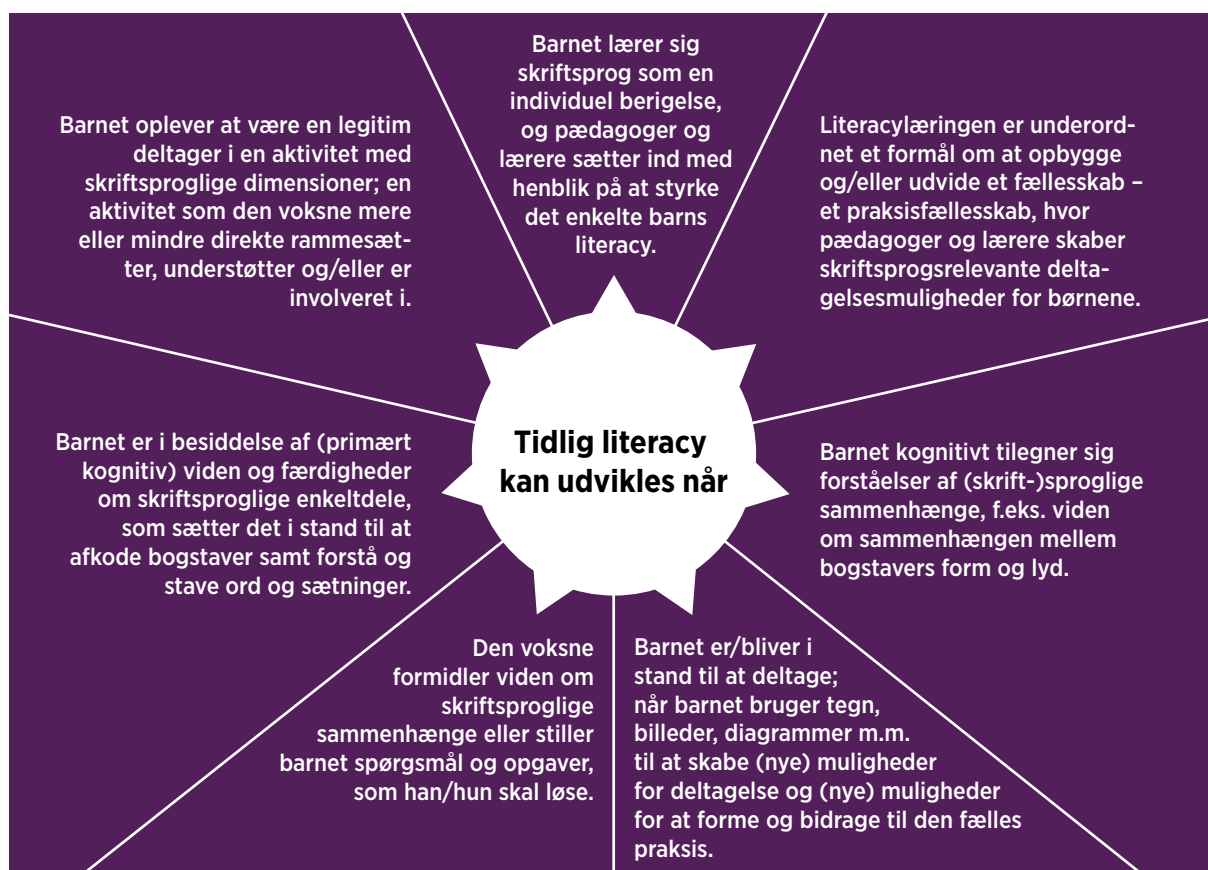 Barnet lærer sig
skriftsprog som en
individuel berigelse,
og pædagoger og
lærere sætter ind med
henblik på at styrke
det enkelte barns
literacy.
Literacylæringen er underord-
net et formål om at opbygge
og/eller udvide et fællesskab –
et praksisfællesskab, hvor
pædagoger og lærere skaber
skriftsprogsrelevante delta-
gelsesmuligheder for børnene.
Barnet kognitivt tilegner sig
forståelser af (skrift-)sproglige
sammenhænge, f.eks. viden
om sammenhængen mellem
bogstavers form og lyd.
Barnet er/bliver i
stand til at deltage;
når barnet bruger tegn,
billeder, diagrammer m.m.
til at skabe (nye) muligheder
for deltagelse og (nye) muligheder
for at forme og bidrage til den fælles
praksis.
Den voksne
formidler viden om
skriftsproglige
sammenhænge eller stiller
barnet spørgsmål og opgaver,
som han/hun skal løse.
Barnet er i besiddelse af (primært
kognitiv) viden og færdigheder
om skriftsproglige enkeltdele,
som sætter det i stand til at
afkode bogstaver samt forstå og
stave ord og sætninger.
Barnet oplever at være en legitim
deltager i en aktivitet med
skriftsproglige dimensioner; en
aktivitet som den voksne mere
eller mindre direkte rammesæt-
ter, understøtter og/eller er
involveret i.
Tidlig literacy
kan udvikles når